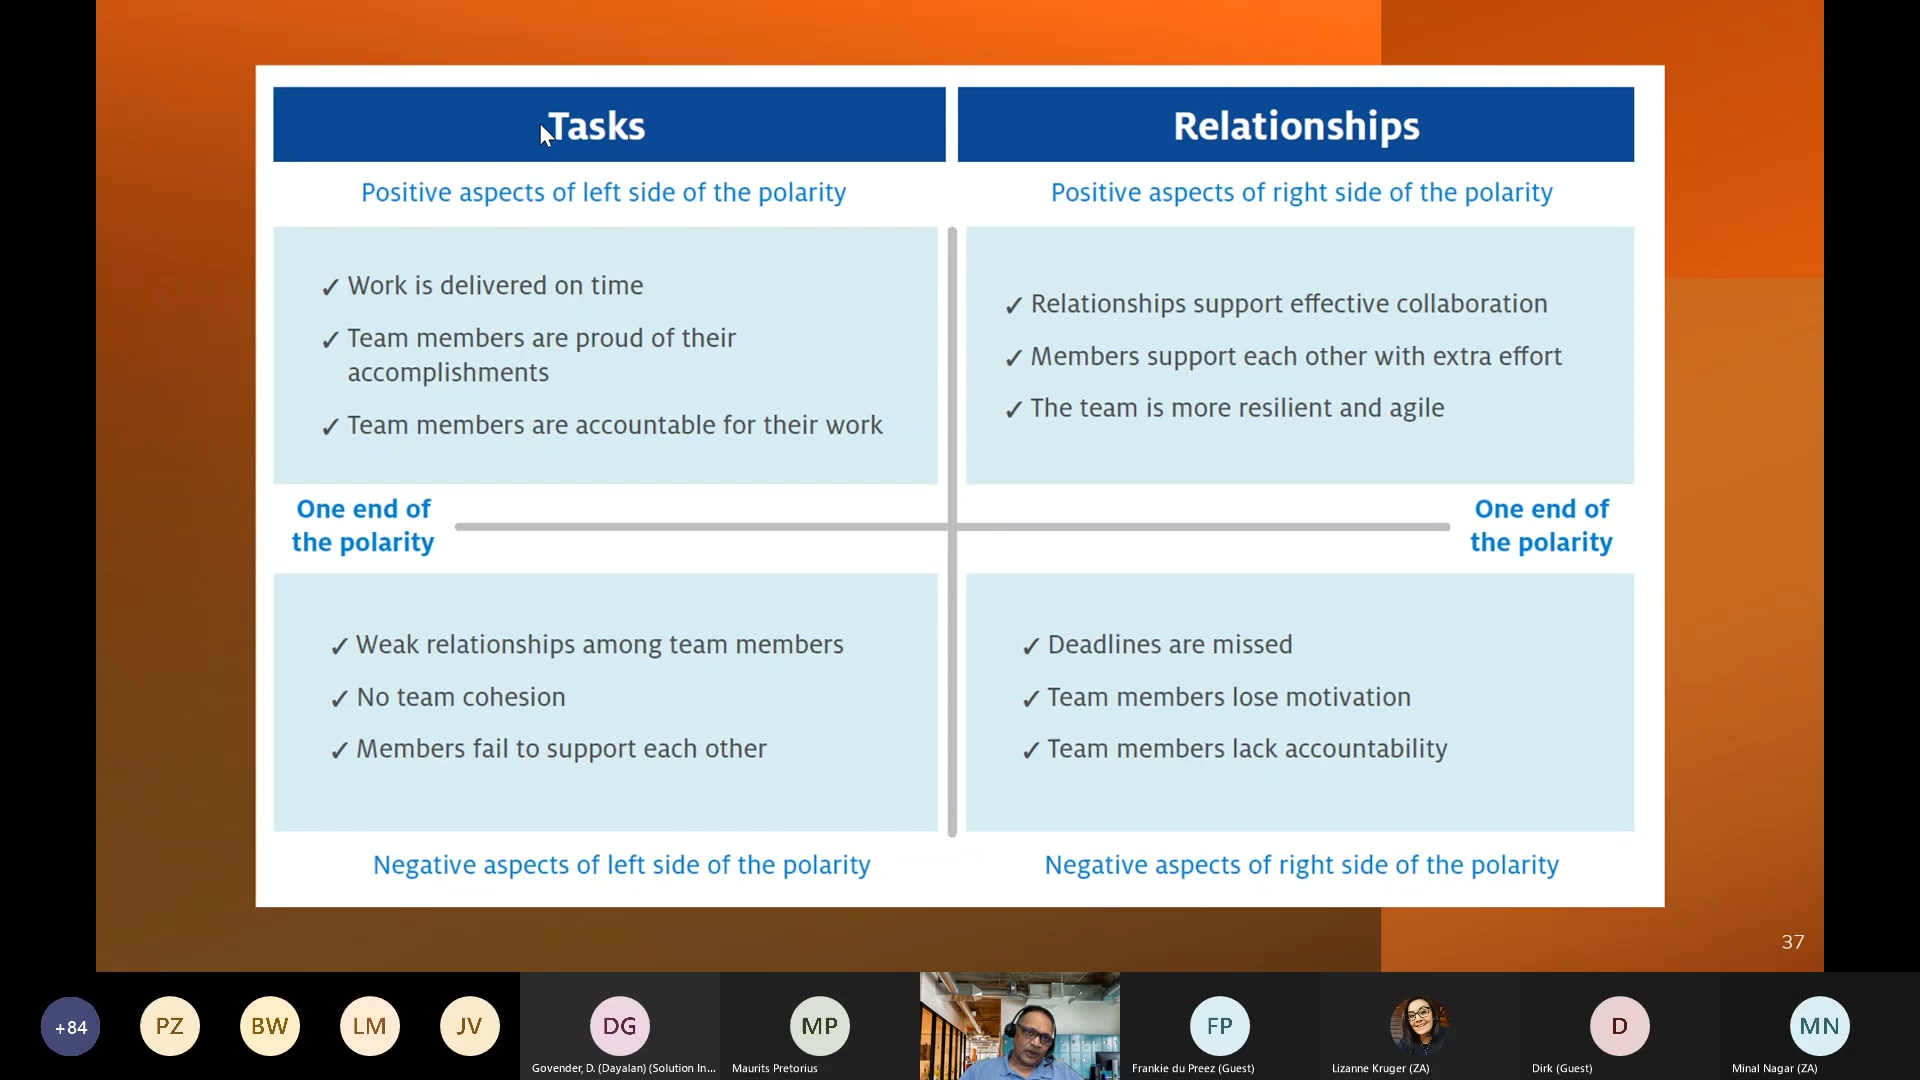 Tasks
Relationships
Positive aspects of left side of the polarity
Positive aspects of right side of the polarity
✓ Work is delivered on time
✓ Team members are proud of their
accomplishments
✓ Team members are accountable for their work
✓ Relationships support effective collaboration
✓ Members support each other with extra effort
✓ The team is more resilient and agile
One end of
the polarity
One end of
the polarity
✓ Weak relationships among team members
✓ No team cohesion
✓ Members fail to support each other
✓ Deadlines are missed
✓ Team members lose motivation
✓ Team members lack accountability
Negative aspects of left side of the polarity
Negative aspects of right side of the polarity
37
+84
PZ
BW
LM
JV
DG
Govender, D. (Dayalan) (Solution In...
MP
Maurits Pretorius
FP
Frankie du Preez (Guest)
Lizanne Kruger (ZA)
D
Dirk (Guest)
MN
Minal Nagar (ZA)